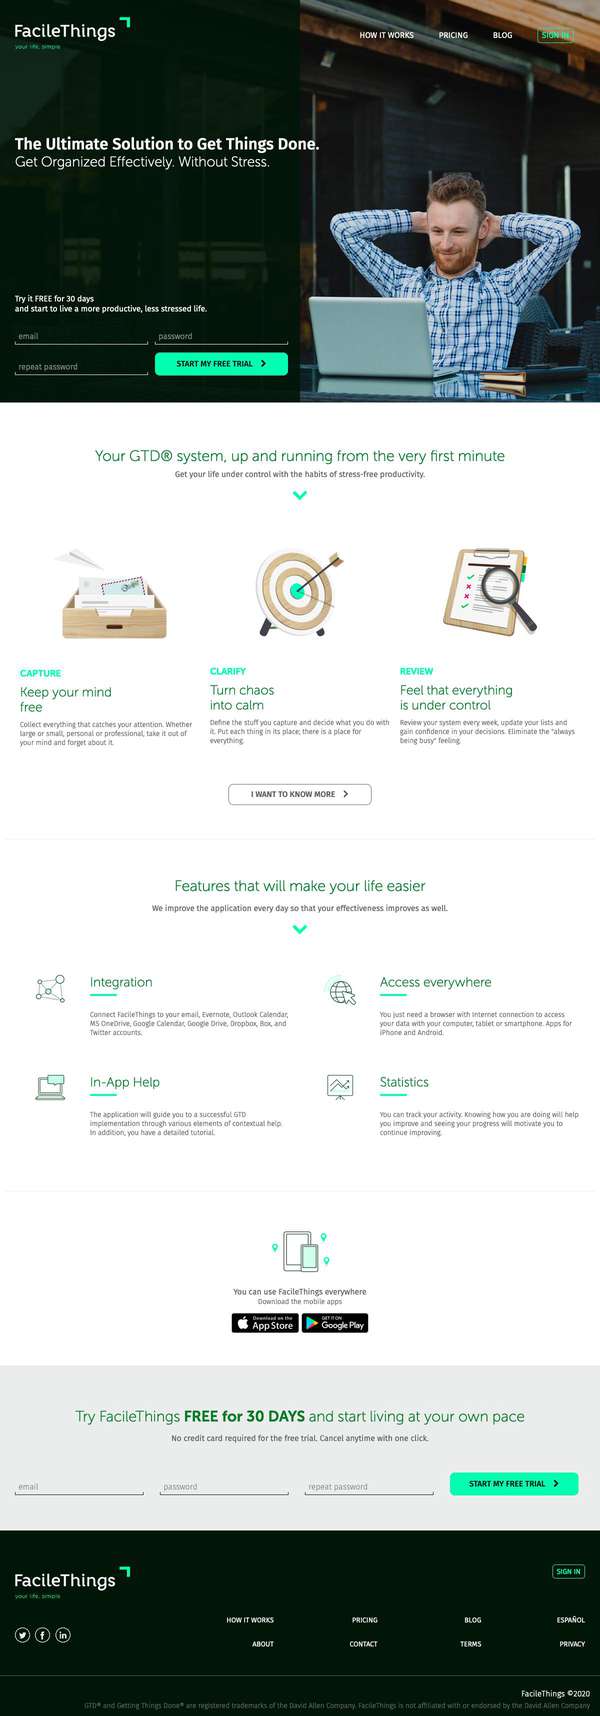 FacileThings
your life, simple
HOW IT WORKS
PRICING
BLOG
SIGN IN
The Ultimate Solution to Get Things Done.
Get Organized Effectively. Without Stress.
Try it FREE for 30 days
and start to live a more productive, less stressed life.
email
password
repeat password
START MY FREE TRIAL
Your GTD® system, up and running from the very first minute
Get your life under control with the habits of stress-free productivity.
CAPTURE
Keep your mind
free
Collect everything that catches your attention. Whether
large or small, personal or professional, take it out of
your mind and forget about it.
CLARIFY
Turn chaos
into calm
Define the stuff you capture and decide what you do with
it. Put each thing in its place; there is a place for
everything.
REVIEW
Feel that everything
is under control
Review your system every week, update your lists and
gain confidence in your decisions. Eliminate the "always
being busy" feeling.
I WANT TO KNOW MORE
Features that will make your life easier
We improve the application every day so that your effectiveness improves as well.
Integration
Connect FacileThings to your email, Evernote, Outlook Calendar,
MS OneDrive, Google Calendar, Google Drive, Dropbox, Box, and
Twitter accounts.
Access everywhere
You just need a browser with Internet connection to access
your data with your computer, tablet or smartphone. Apps for
iPhone and Android.
In-App Help
The application will guide you to a successful GTD
implementation through various elements of contextual help.
In addition, you have a detailed tutorial.
Statistics
You can track your activity. Knowing how you are doing will help
you improve and seeing your progress will motivate you to
continue improving.
You can use FacileThings everywhere
Download the mobile apps
Download on the
App Store
GET IT ON
Google Play
Try FacileThings FREE for 30 DAYS and start living at your own pace
No credit card required for the free trial. Cancel anytime with one click.
email
password
repeat password
START MY FREE TRIAL
FacileThings
your life, simple
SIGN IN
HOW IT WORKS
PRICING
BLOG
ESPAÑOL
ABOUT
CONTACT
TERMS
PRIVACY
FacileThings ©2020
GTD® and Getting Things Done® are registered trademarks of the David Allen Company. FacileThings is not affiliated with or endorsed by the David Allen Company